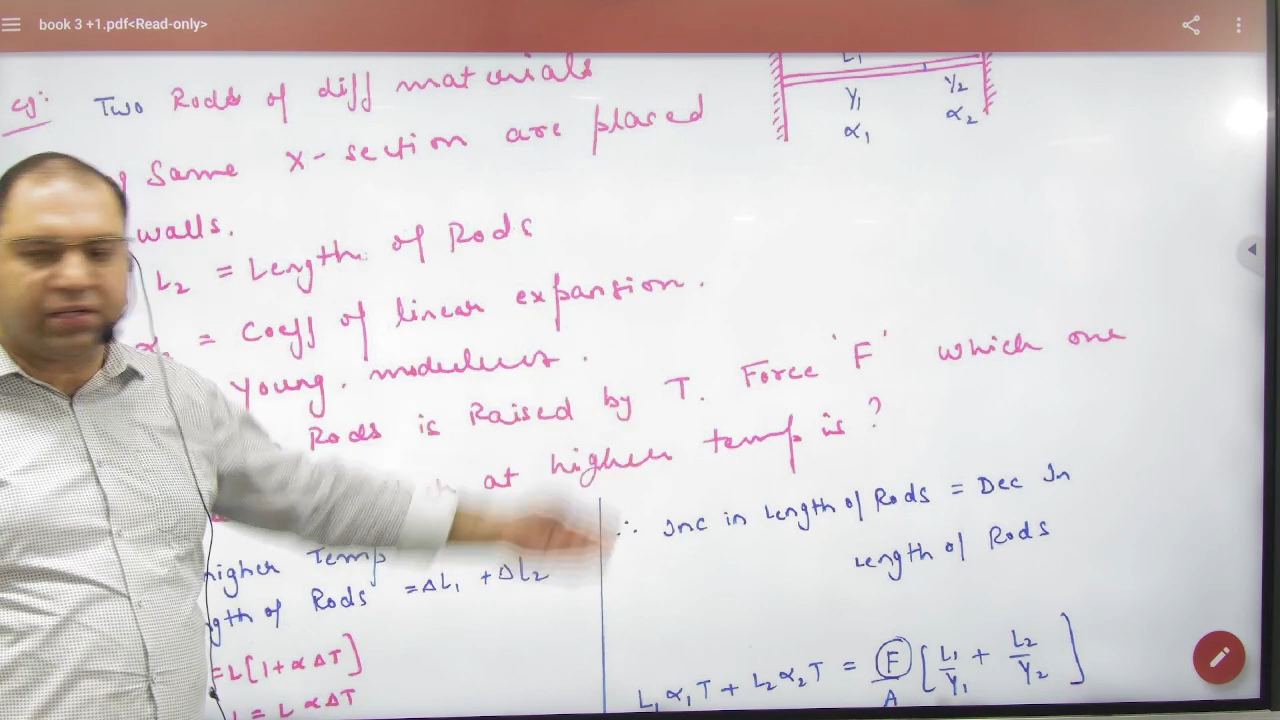 book 3 +1.pdf<Read-only>
L1
Y1 Y2
α1 α2
eg: Two Rods of diff materials
Same x-section are placed
walls.
L2 = Length of Rods
= Coeff of linear expansion.
Young. modulus.
Rods is Raised by T. Force 'F' which one
at higher temp is?
higher Temp
of Rods = ΔL1 + ΔL2
= L[1+αΔT]
= LαΔT
∴ Inc in Length of Rods = Dec In
Length of Rods
L1α1T + L2α2T = F/A [L1/Y1 + L2/Y2]